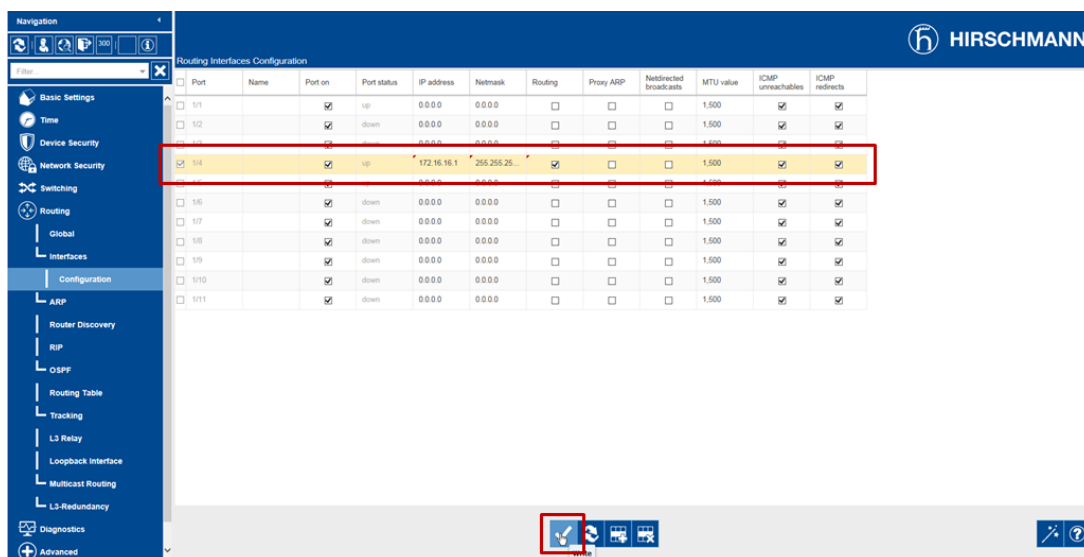 Navigation
300
HIRSCHMANN
Routing Interfaces Configuration
Filter...
Port Name Port on Port status IP address Netmask Routing Proxy ARP Netdirected broadcasts MTU value ICMP unreachables ICMP redirects
1/1 up 0.0.0.0 0.0.0.0 1,500
1/2 down 0.0.0.0 0.0.0.0 1,500
1/4 up 172.16.16.1 255.255.25... 1,500
1/6 down 0.0.0.0 0.0.0.0 1,500
1/7 down 0.0.0.0 0.0.0.0 1,500
1/8 down 0.0.0.0 0.0.0.0 1,500
1/9 down 0.0.0.0 0.0.0.0 1,500
1/10 down 0.0.0.0 0.0.0.0 1,500
1/11 down 0.0.0.0 0.0.0.0 1,500
Basic Settings
Time
Device Security
Network Security
Switching
Routing
Global
Interfaces
Configuration
ARP
Router Discovery
RIP
OSPF
Routing Table
Tracking
L3 Relay
Loopback Interface
Multicast Routing
L3-Redundancy
Diagnostics
Advanced
Write